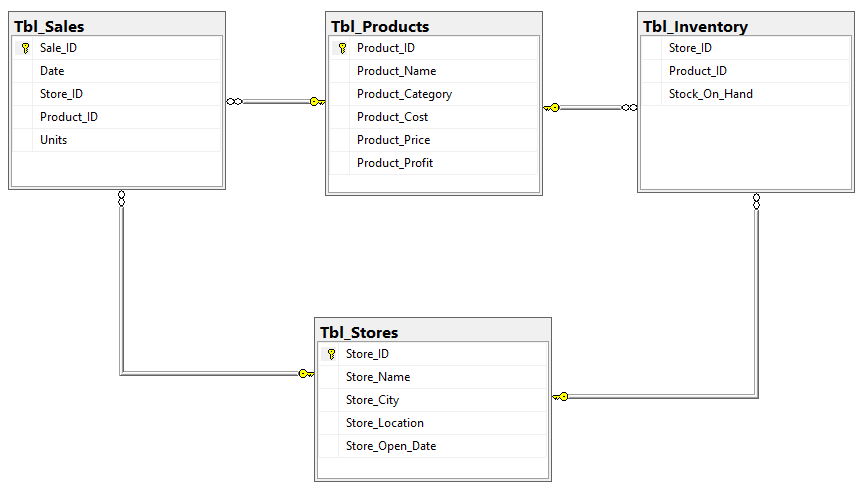 Tbl_Sales
Sale_ID
Date
Store_ID
Product_ID
Units
Tbl_Products
Product_ID
Product_Name
Product_Category
Product_Cost
Product_Price
Product_Profit
Tbl_Inventory
Store_ID
Product_ID
Stock_On_Hand
Tbl_Stores
Store_ID
Store_Name
Store_City
Store_Location
Store_Open_Date